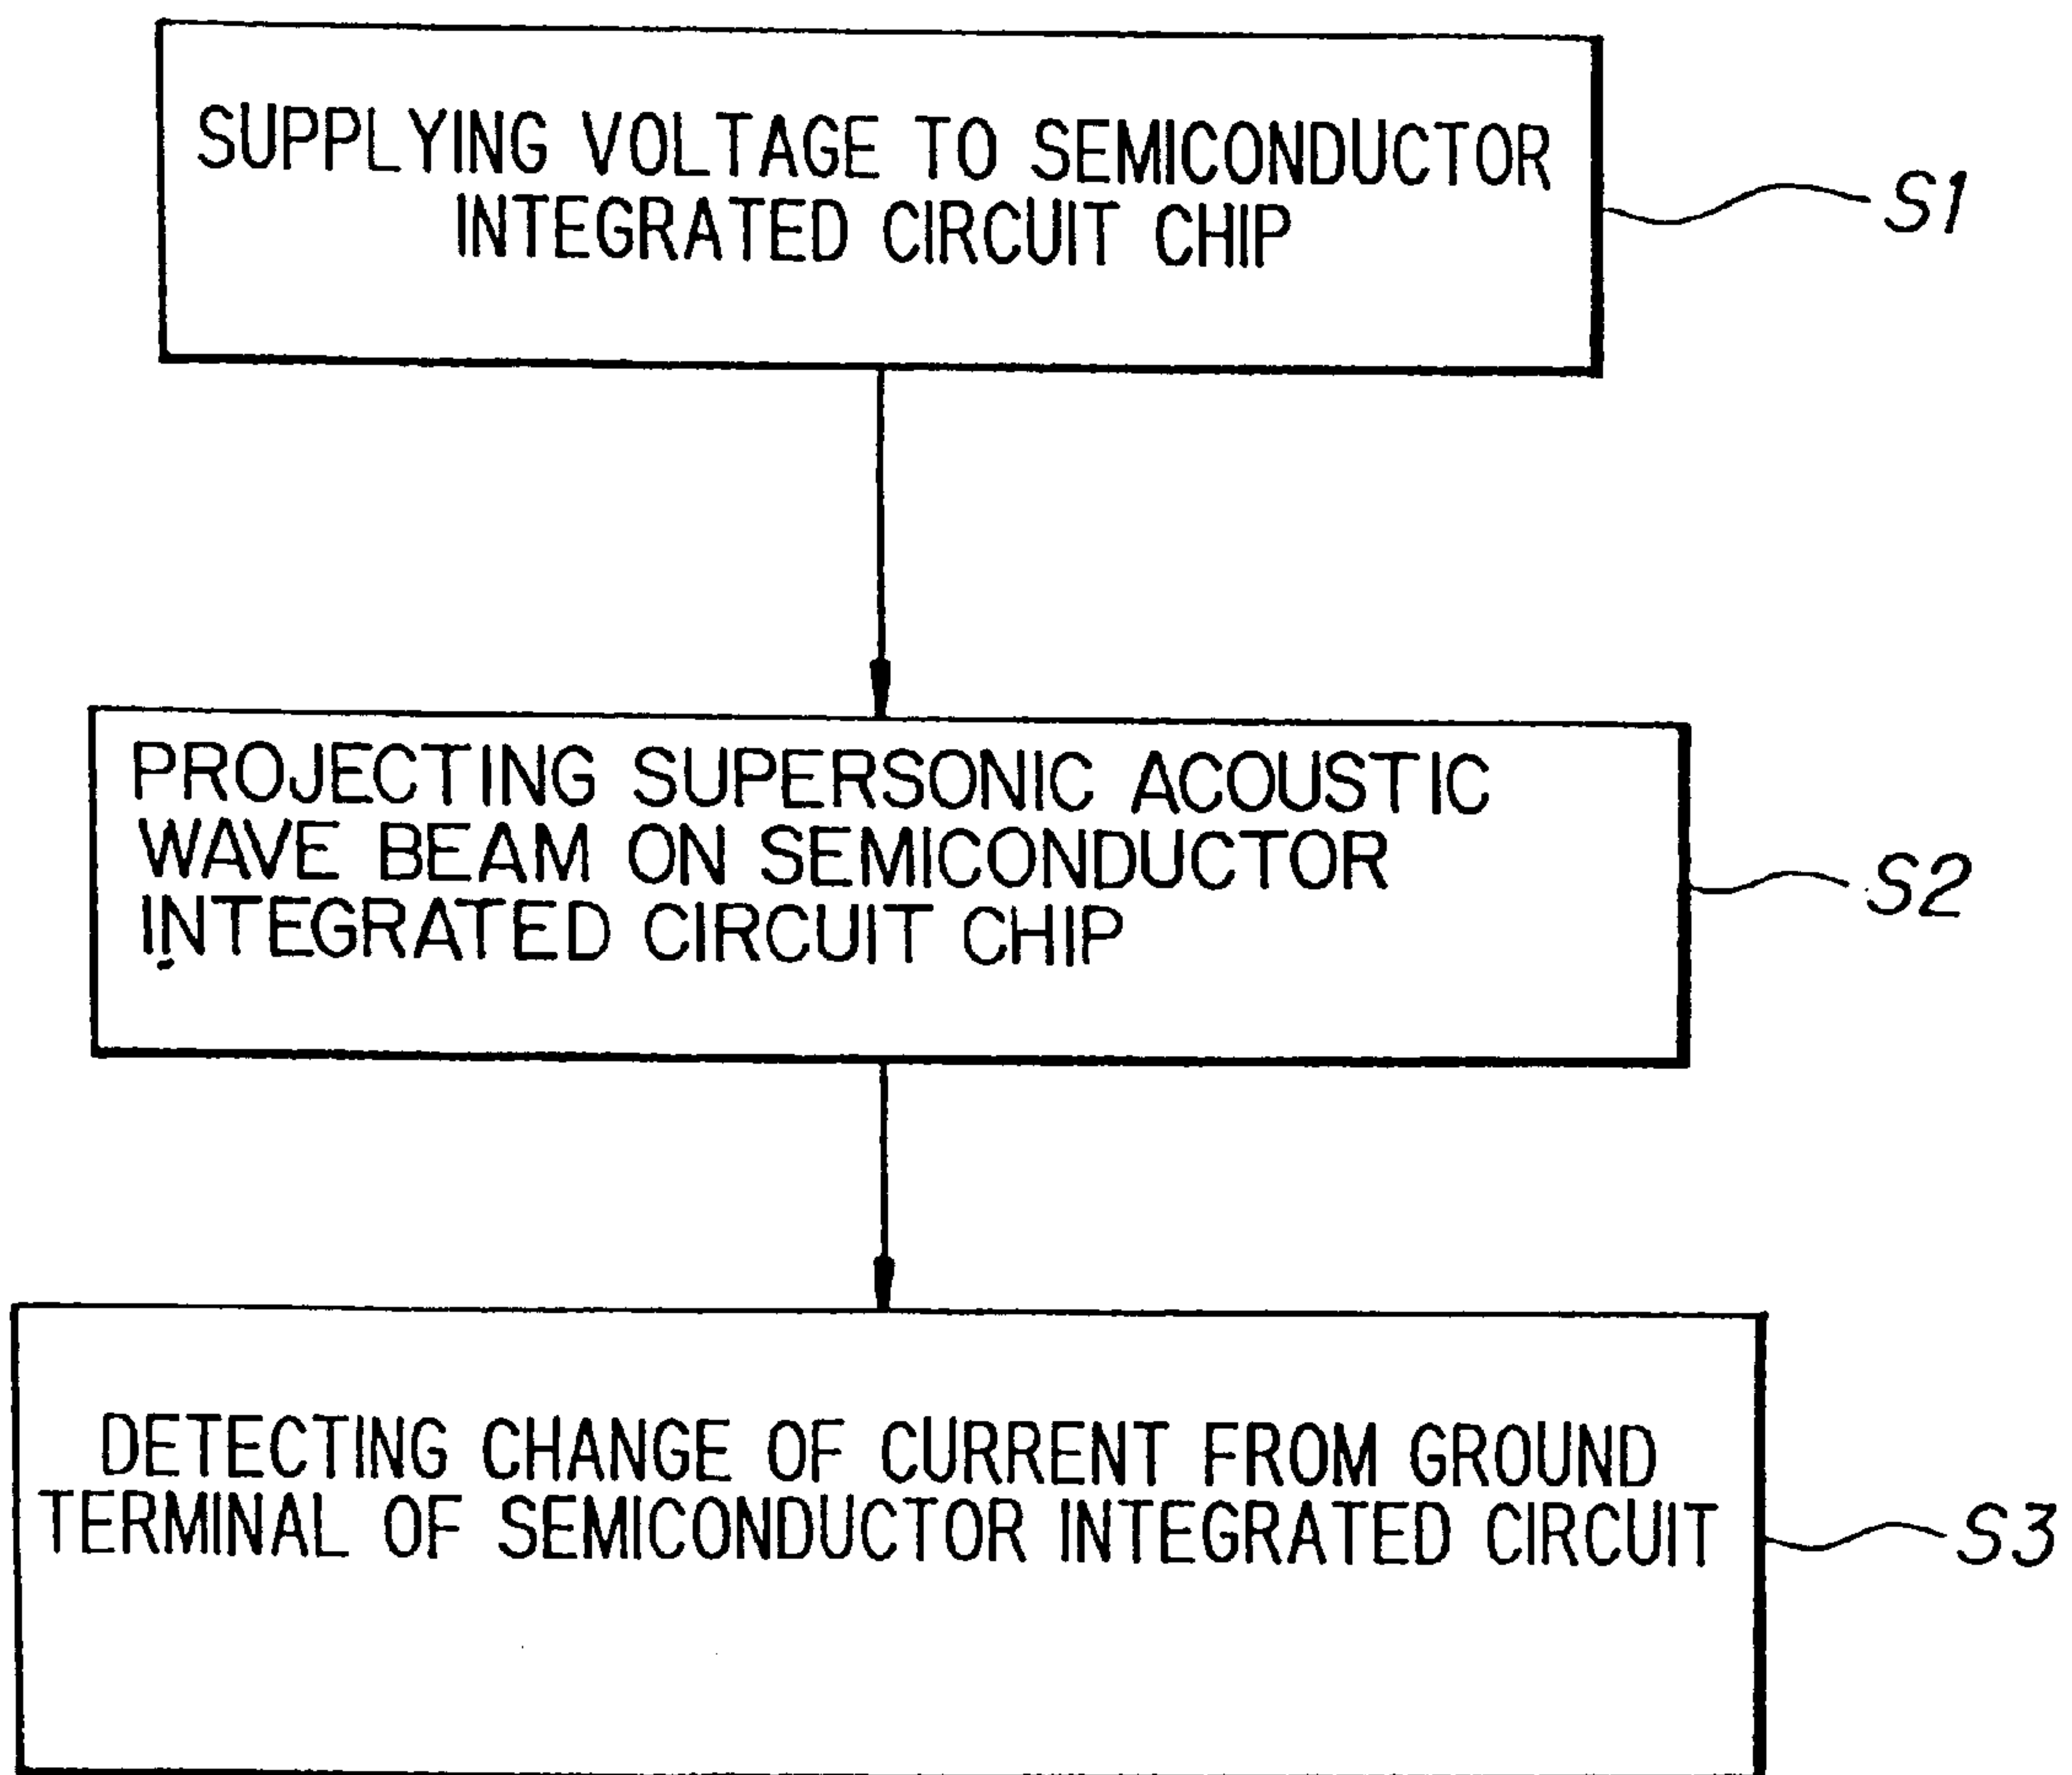 SUPPLYING VOLTAGE TO SEMICONDUCTOR
INTEGRATED CIRCUIT CHIP
S1
PROJECTING SUPERSONIC ACOUSTIC
WAVE BEAM ON SEMICONDUCTOR
INTEGRATED CIRCUIT CHIP
S2
DETECTING CHANGE OF CURRENT FROM GROUND
TERMINAL OF SEMICONDUCTOR INTEGRATED CIRCUIT
S3